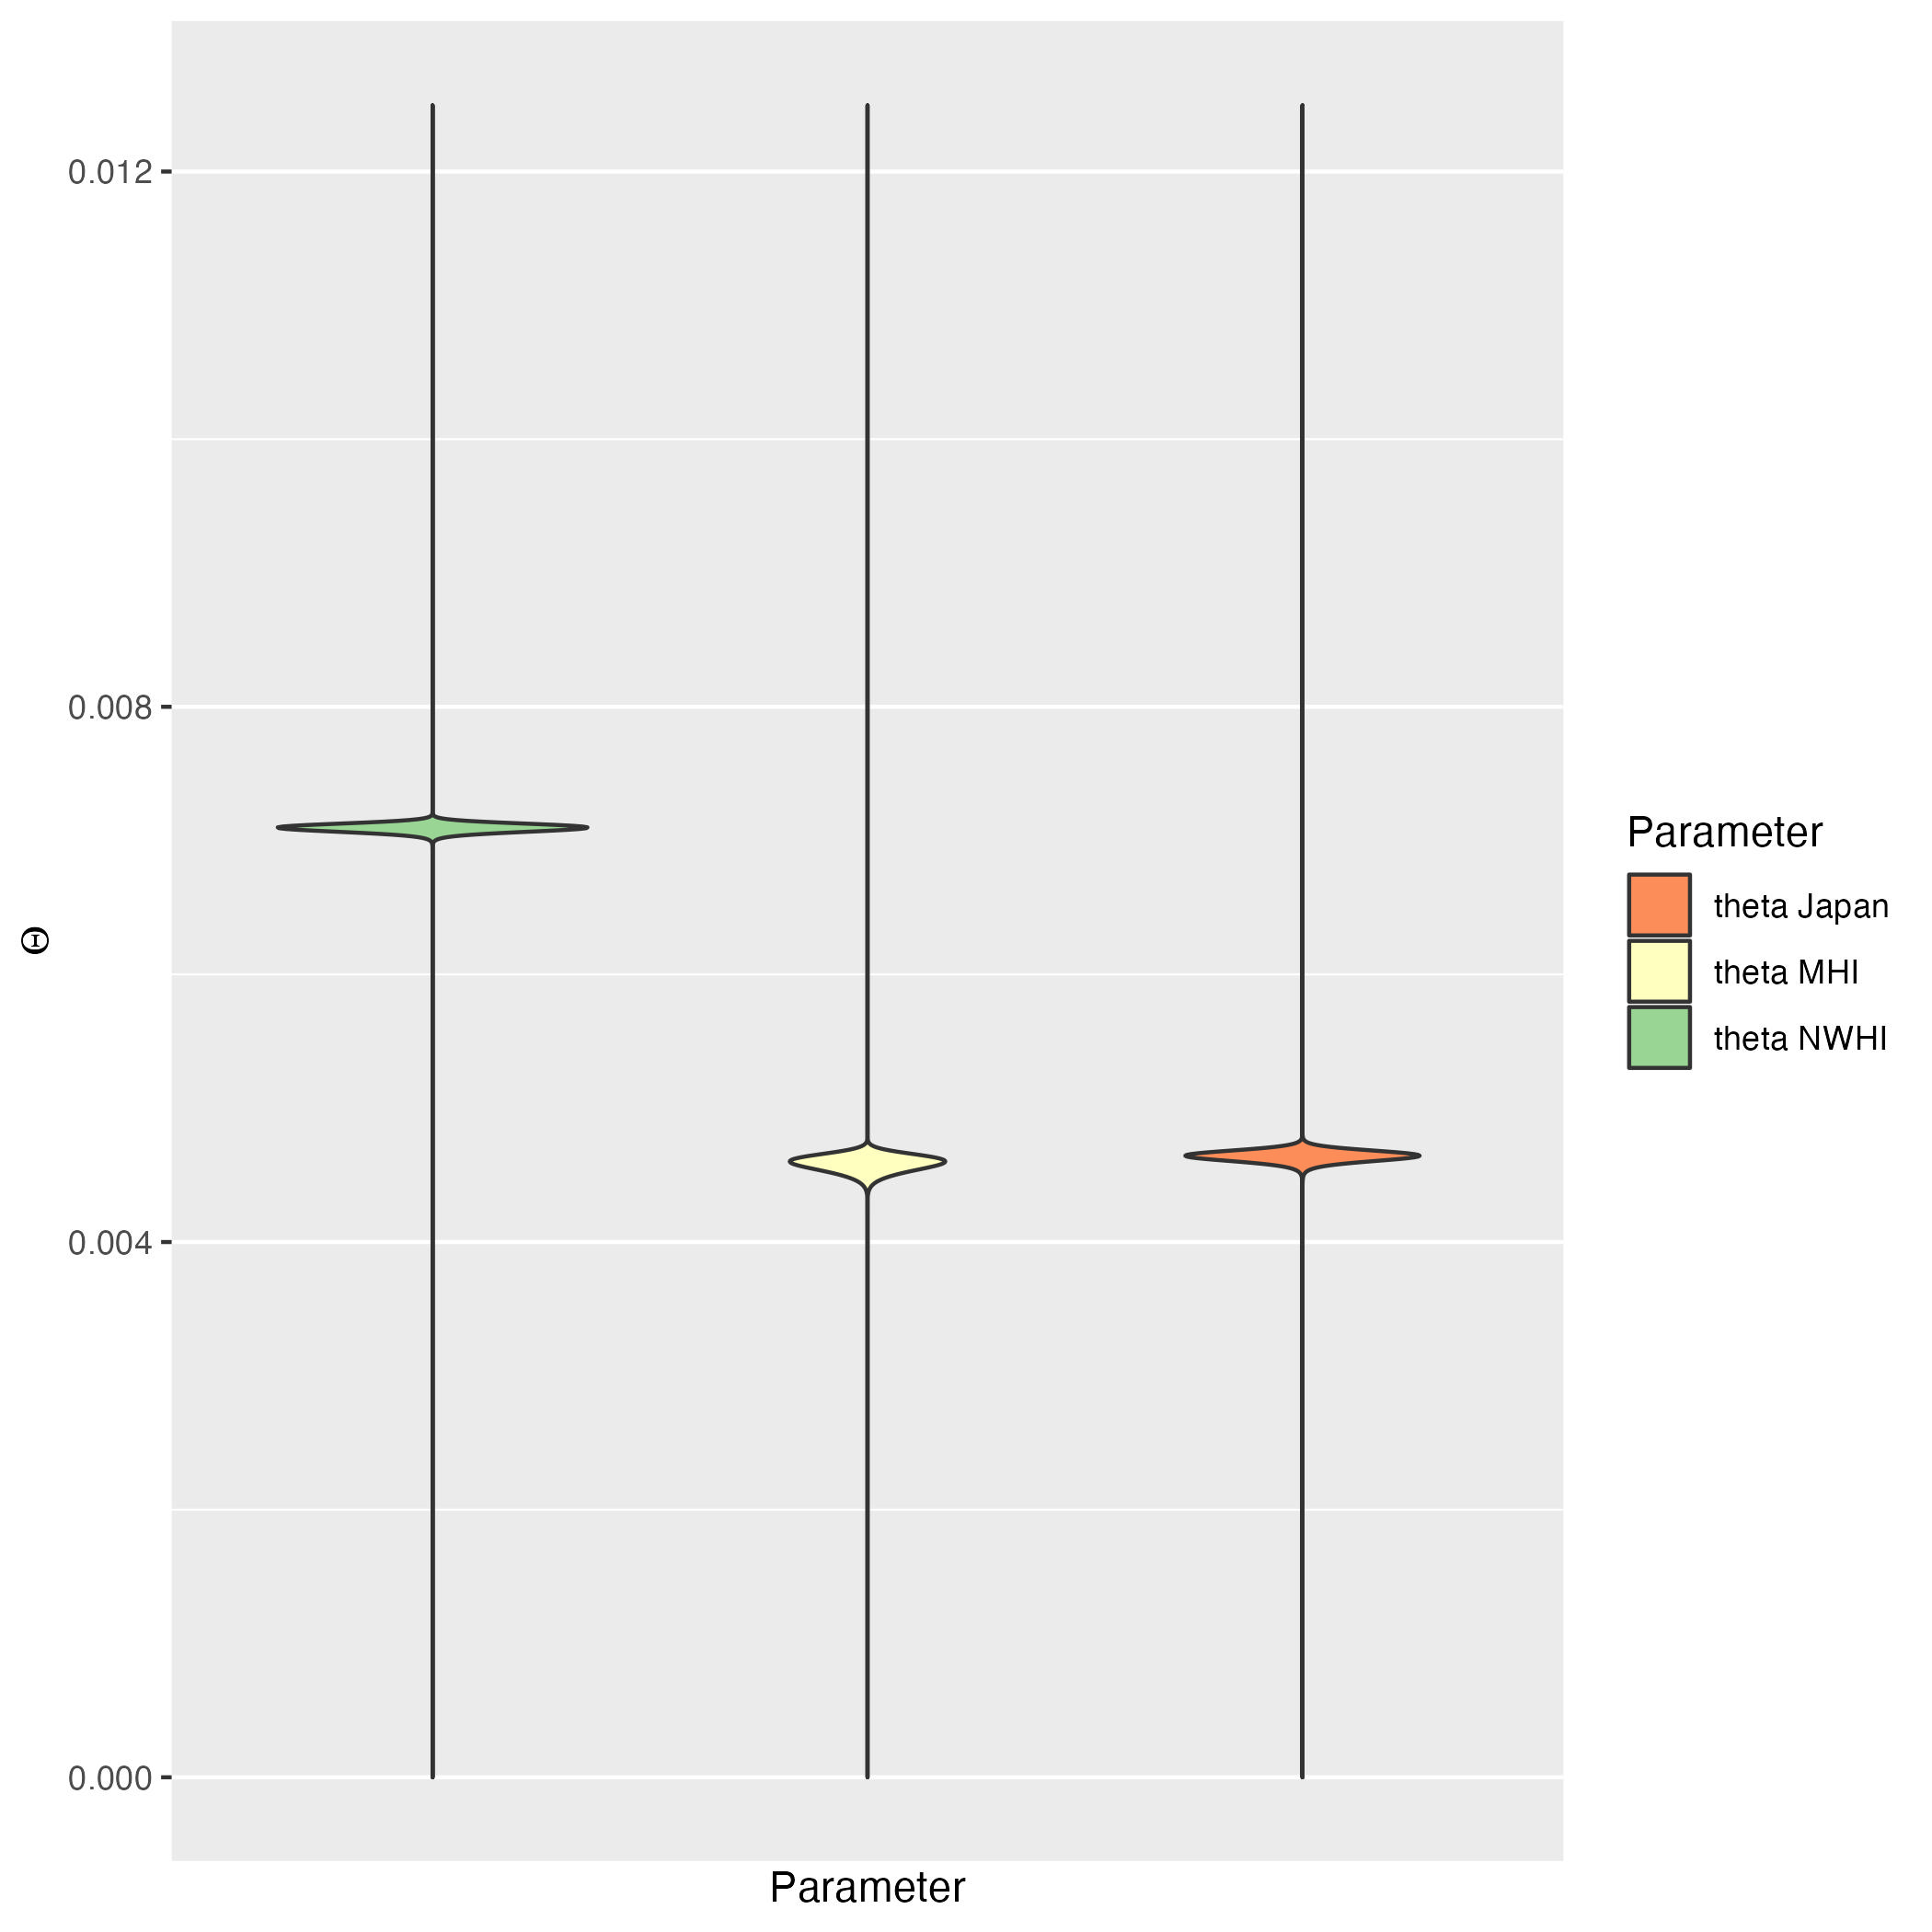 0.012
0.008
0.004
0.000
Θ
Parameter
Parameter
theta Japan
theta MHI
theta NWHI